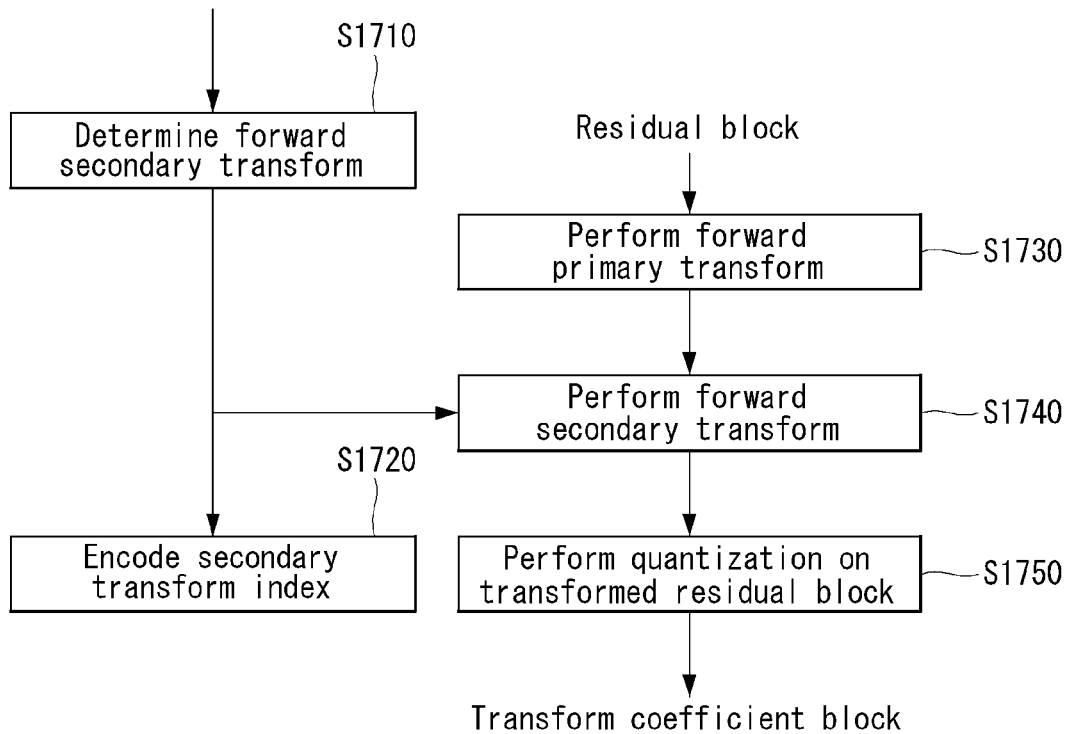 S1710
Determine forward
secondary transform
Residual block
Perform forward
primary transform
S1730
Perform forward
secondary transform
S1740
S1720
Encode secondary
transform index
Perform quantization on
transformed residual block
S1750
Transform coefficient block